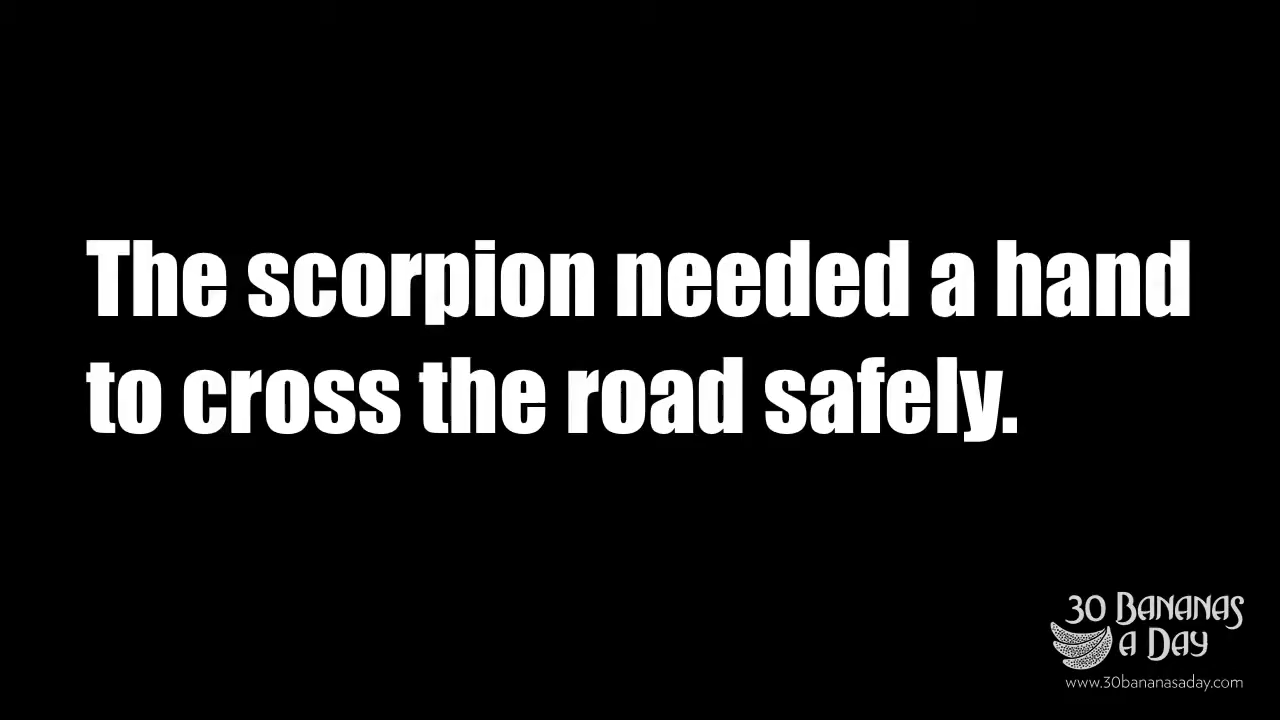 The scorpion needed a hand
to cross the road safely.
30 BANANAS
A DAY
www.30bananasaday.com